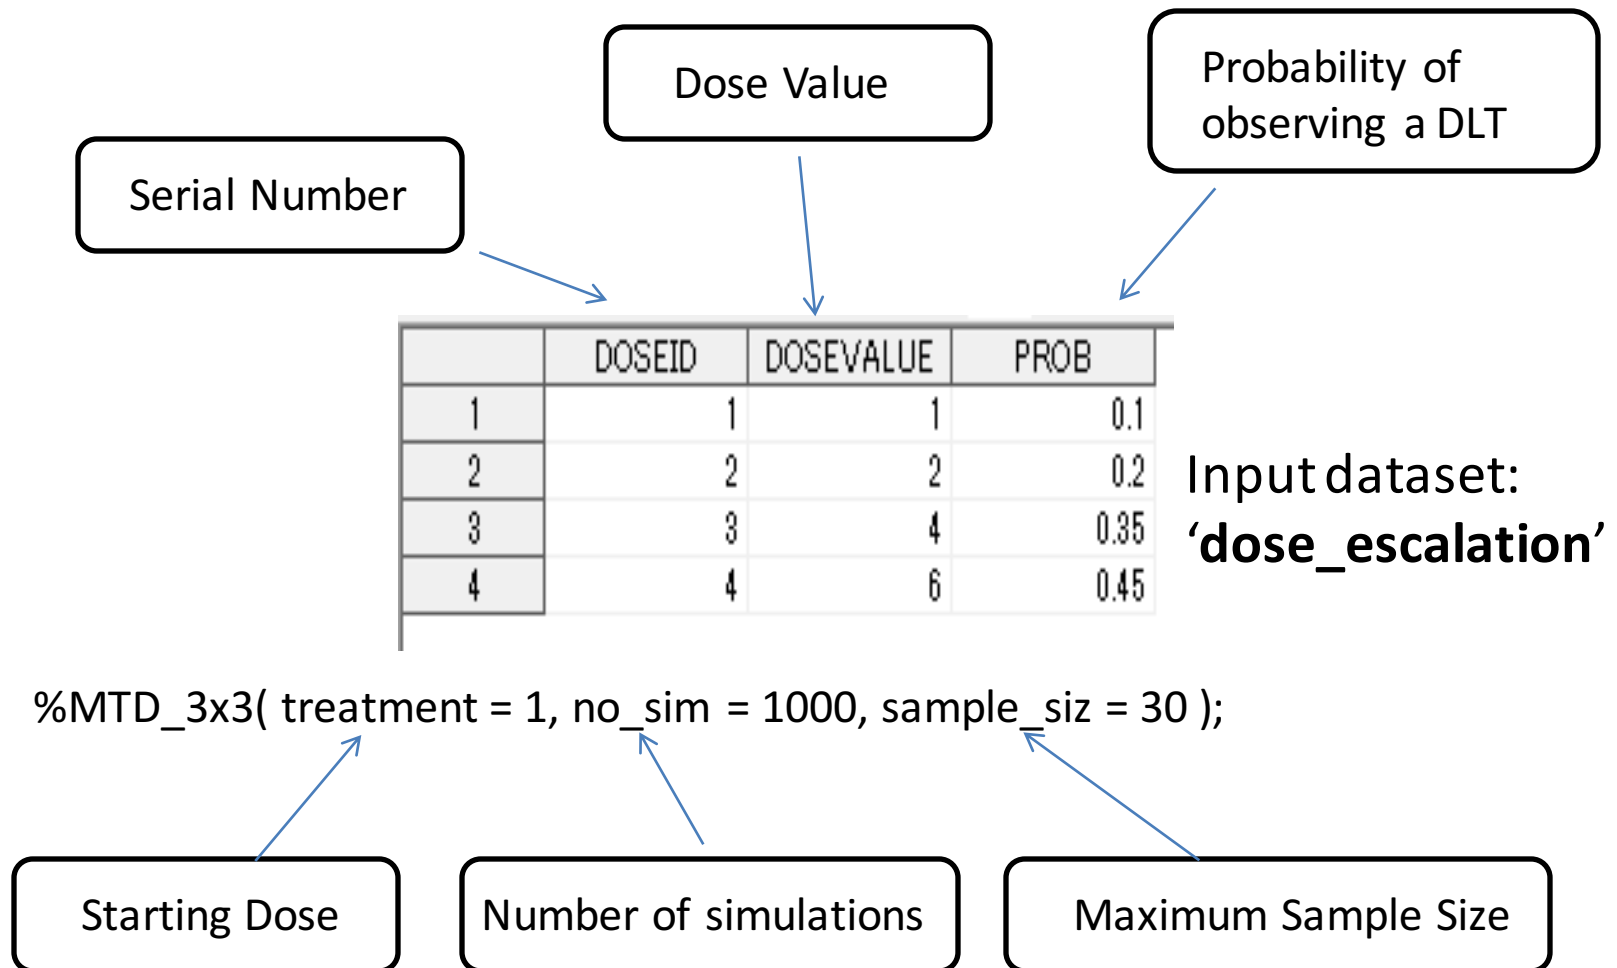 Dose Value
Probability of
observing a DLT
Serial Number
DOSEID DOSEVALUE PROB
1 1 1 0.1
2 2 2 0.2
3 3 4 0.35
4 4 6 0.45
Input dataset:
‘dose_escalation’
%MTD_3x3( treatment = 1, no_sim = 1000, sample_siz = 30 );
Starting Dose
Number of simulations
Maximum Sample Size